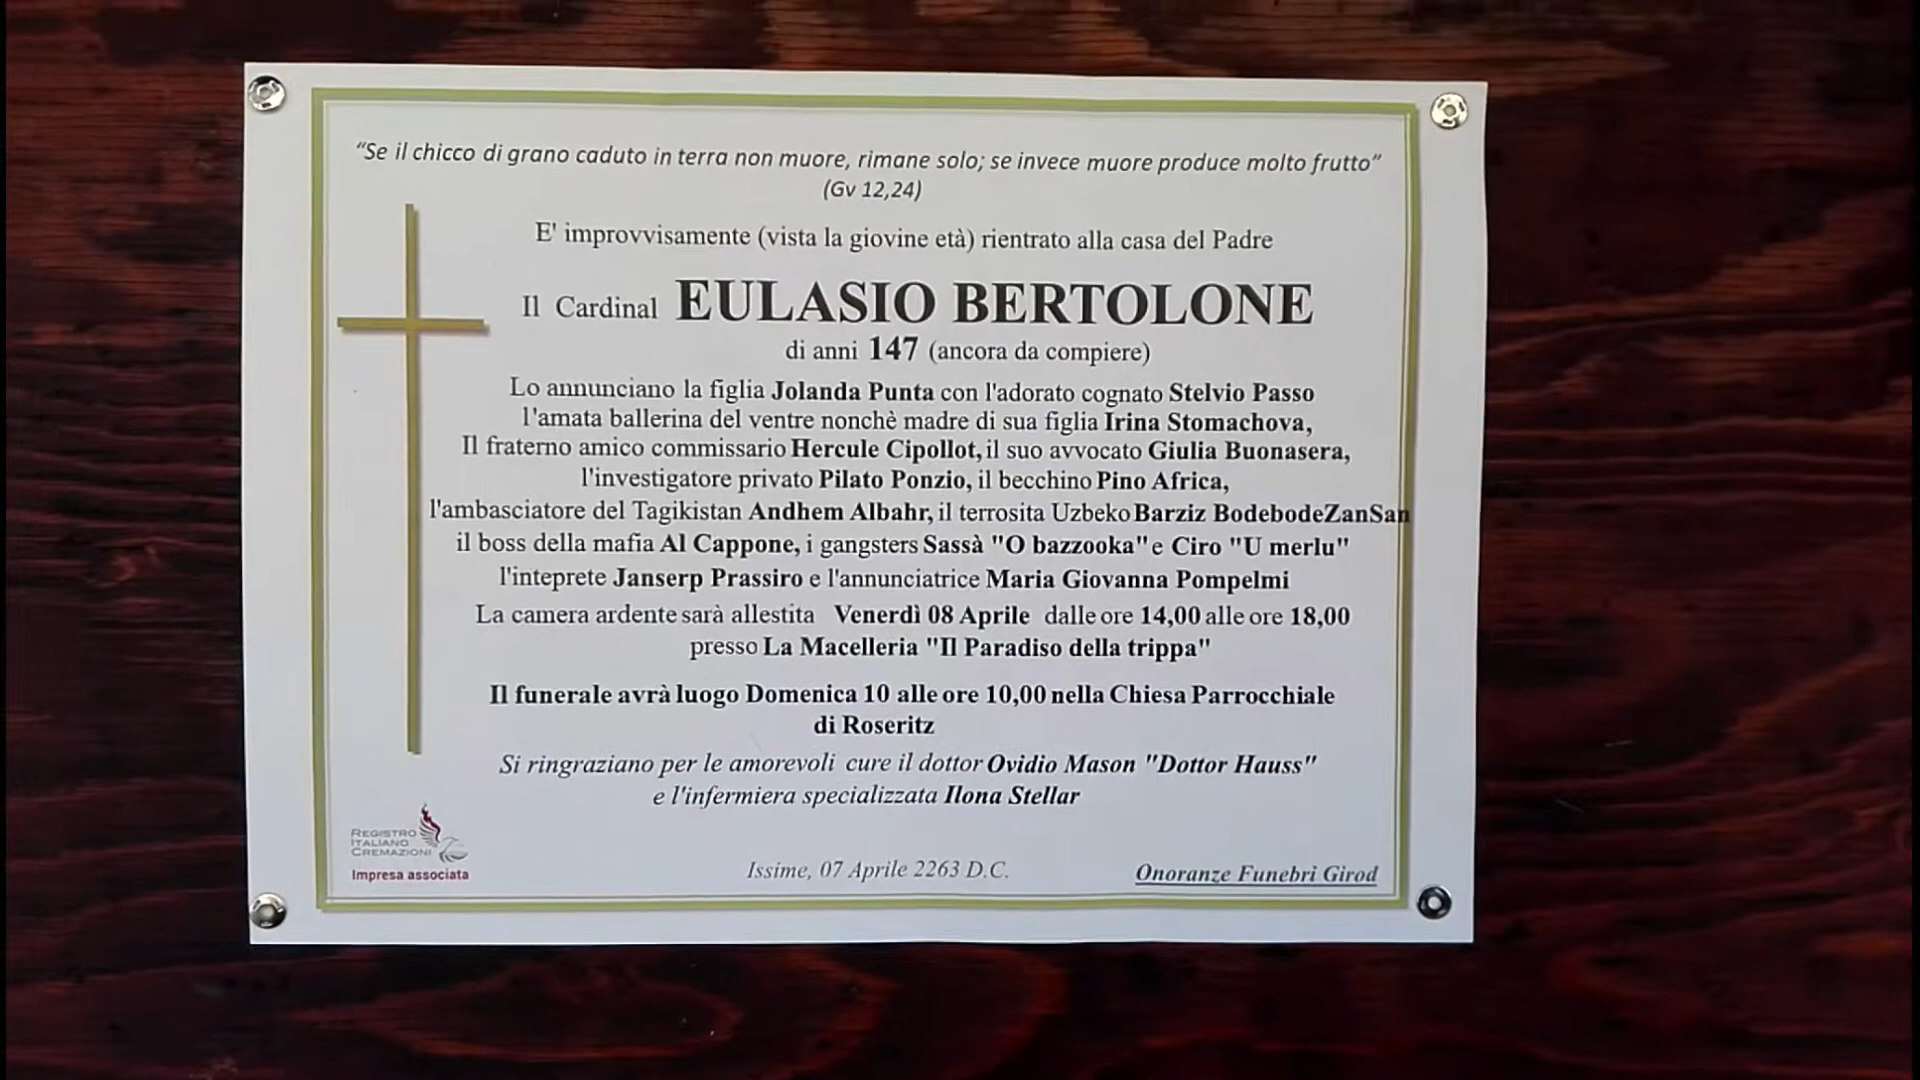 “Se il chicco di grano caduto in terra non muore, rimane solo; se invece muore produce molto frutto”
(Gv 12,24)
E' improvvisamente (vista la giovine età) rientrato alla casa del Padre
Il Cardinal EULASIO BERTOLONE
di anni 147 (ancora da compiere)
Lo annunciano la figlia Jolanda Punta con l'adorato cognato Stelvio Passo
l'amata ballerina del ventre nonchè madre di sua figlia Irina Stomachova,
Il fraterno amico commissario Hercule Cipollot, il suo avvocato Giulia Buonasera,
l'investigatore privato Pilato Ponzio, il becchino Pino Africa,
l'ambasciatore del Tagikistan Andhem Albahr, il terrosita Uzbeko Barziz BodebodeZanSan
il boss della mafia Al Cappone, i gangsters Sassà "O bazzooka" e Ciro "U merlu"
l'inteprete Janserp Prassiro e l'annunciatrice Maria Giovanna Pompelmi
La camera ardente sarà allestita Venerdì 08 Aprile dalle ore 14,00 alle ore 18,00
presso La Macelleria "Il Paradiso della trippa"
Il funerale avrà luogo Domenica 10 alle ore 10,00 nella Chiesa Parrocchiale
di Roseritz
Si ringraziano per le amorevoli cure il dottor Ovidio Mason "Dottor Hauss"
e l'infermiera specializzata Ilona Stellar
REGISTRO
ITALIANO
CREMAZIONI
Impresa associata
Issime, 07 Aprile 2263 D.C.
Onoranze Funebri Girod